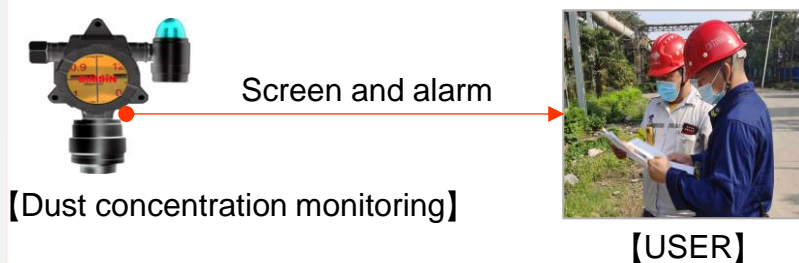 Screen and alarm
【Dust concentration monitoring】
【USER】